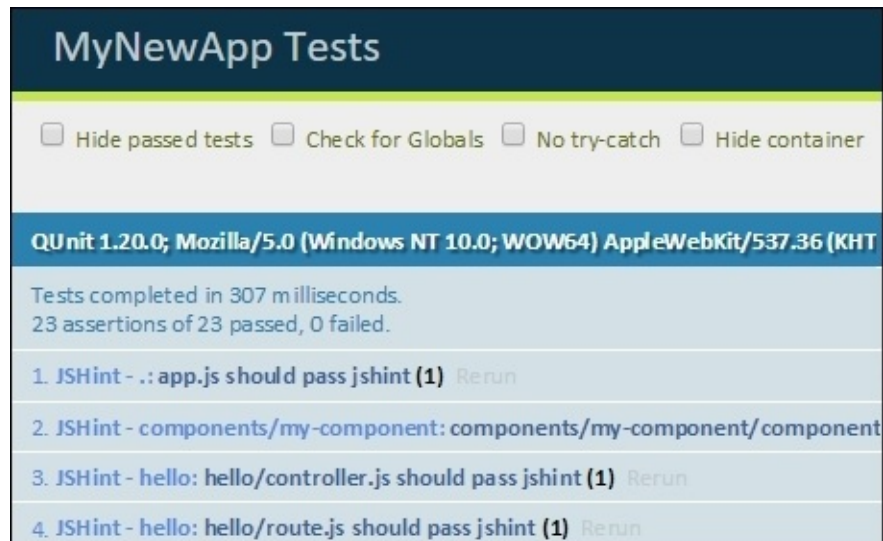 MyNewApp Tests
Hide passed tests Check for Globals No try-catch Hide container
QUnit 1.20.0; Mozilla/5.0 (Windows NT 10.0; WOW64) AppleWebKit/537.36 (KHT
Tests completed in 307 milliseconds.
23 assertions of 23 passed, 0 failed.
1. JSHint - .: app.js should pass jshint (1) Rerun
2. JSHint - components/my-component: components/my-component/component
3. JSHint - hello: hello/controller.js should pass jshint (1) Rerun
4. JSHint - hello: hello/route.js should pass jshint (1) Rerun